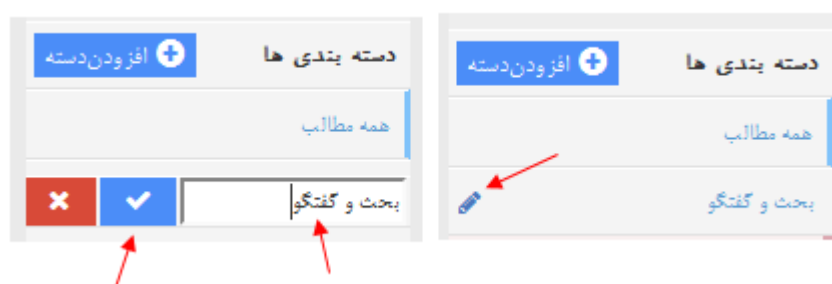 دسته بندی ها
افزودن‌دسته
همه مطالب
بحث و گفتگو
دسته بندی ها
افزودن‌دسته
همه مطالب
بحث و گفتگو